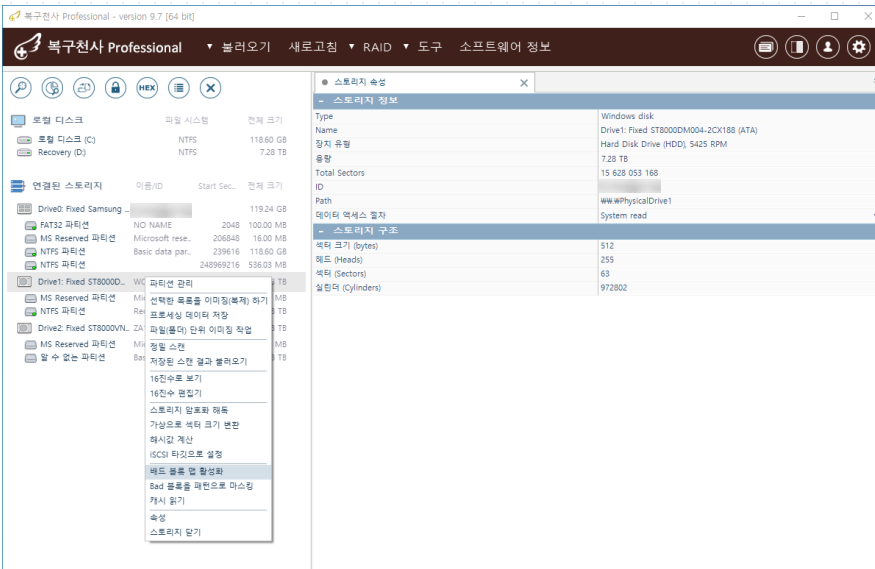 복구천사 Professional - version 9.7 [64 bit]
복구천사 Professional ▼ 불러오기 새로고침 ▼ RAID ▼ 도구 소프트웨어 정보
HEX
로컬 디스크 파일 시스템 전체 크기
로컬 디스크 (C:) NTFS 118.60 GB
Recovery (D:) NTFS 7.28 TB
연결된 스토리지 이름/ID Start Sec... 전체 크기
Drive0: Fixed Samsung ... 119.24 GB
FAT32 파티션 NO NAME 2048 100.00 MB
MS Reserved 파티션 Microsoft rese.. 206848 16.00 MB
NTFS 파티션 Basic data par.. 239616 118.60 GB
NTFS 파티션 248969216 536.03 MB
Drive1: Fixed ST8000D... TB
MS Reserved 파티션 MB
NTFS 파티션 TB
Drive2: Fixed ST8000VN.. TB
MS Reserved 파티션 MB
알 수 없는 파티션 TB
파티션 관리
선택한 목록을 이미징(복제) 하기
프로세싱 데이터 저장
파일(폴더) 단위 이미징 작업
정밀 스캔
저장된 스캔 결과 불러오기
16진수로 보기
16진수 편집기
스토리지 암호화 해독
가상으로 섹터 크기 변환
해시값 계산
iSCSI 타깃으로 설정
배드 블록 맵 활성화
Bad 블록을 패턴으로 마스킹
캐시 읽기
속성
스토리지 닫기
스토리지 속성
- 스토리지 정보
Type Windows disk
Name Drive1: Fixed ST8000DM004-2CX188 (ATA)
장치 유형 Hard Disk Drive (HDD), 5425 RPM
용량 7.28 TB
Total Sectors 15 628 053 168
ID
Path ₩₩.₩PhysicalDrive1
데이터 액세스 절차 System read
- 스토리지 구조
섹터 크기 (bytes) 512
헤드 (Heads) 255
섹터 (Sectors) 63
실린더 (Cylinders) 972802